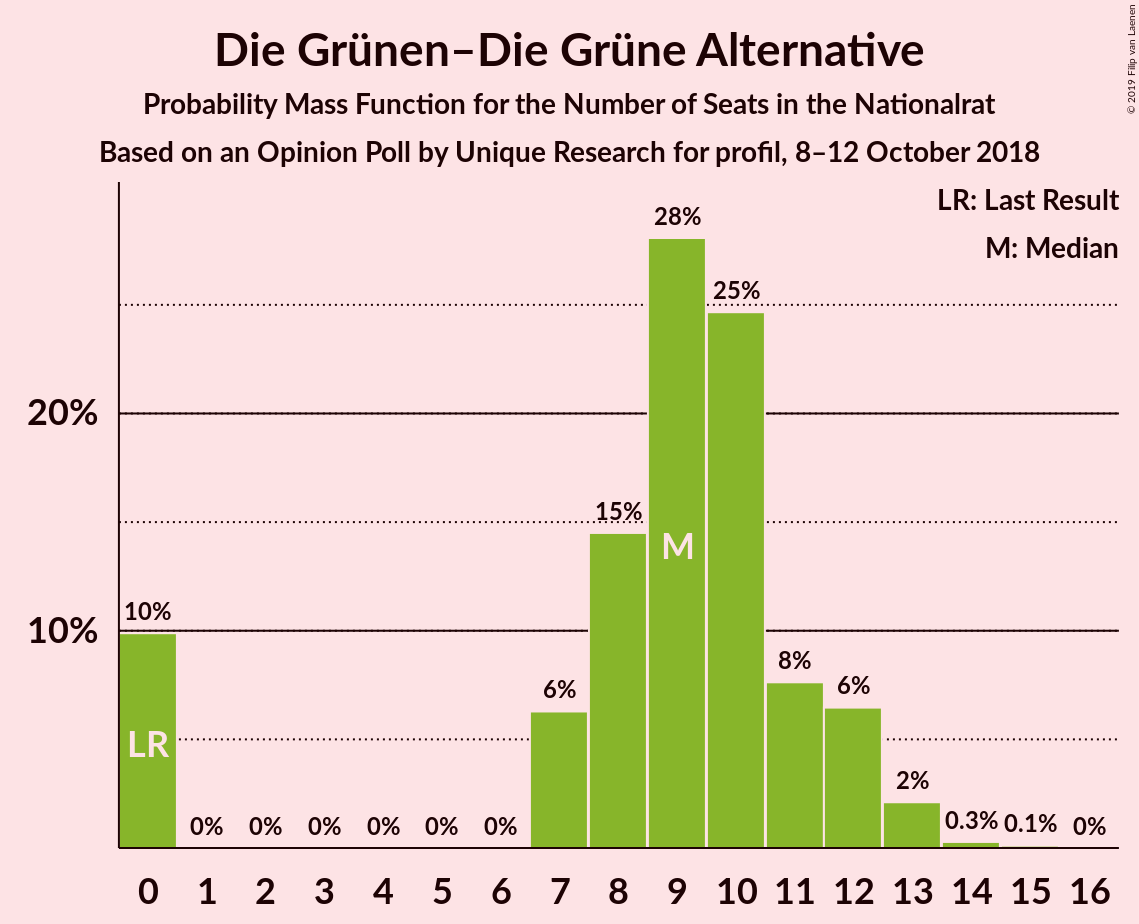 Die Grünen–Die Grüne Alternative
Probability Mass Function for the Number of Seats in the Nationalrat
Based on an Opinion Poll by Unique Research for profil, 8–12 October 2018
© 2019 Filip van Laenen
LR: Last Result
M: Median
28%
25%
20%
15%
M
10%
10%
8%
6%
6%
LR
2%
0% 0% 0% 0% 0% 0% 0.3% 0.1% 0%
0 1 2 3 4 5 6 7 8 9 10 11 12 13 14 15 16